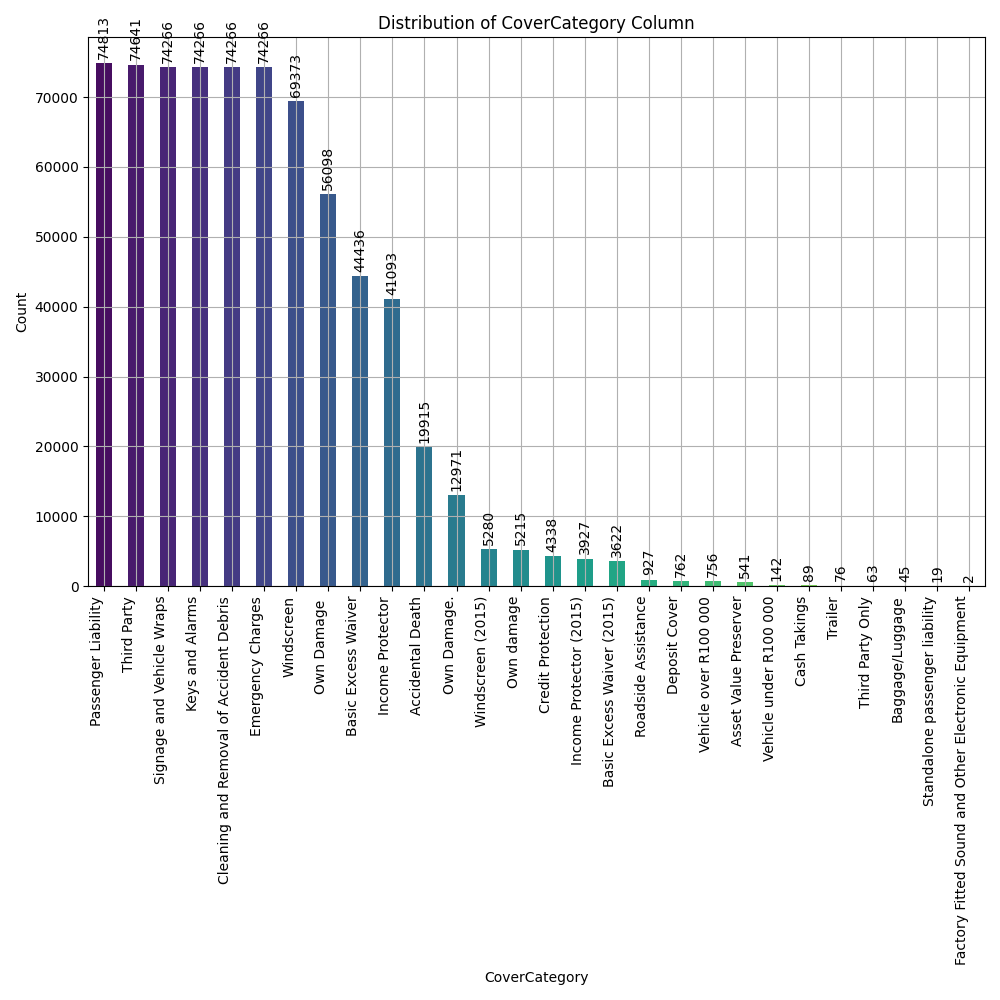 Distribution of CoverCategory Column
Count
70000
60000
50000
40000
30000
20000
10000
0
74813
74641
74266
74266
74266
74266
69373
56098
44436
41093
19915
12971
5280
5215
4338
3927
3622
927
762
756
541
142
89
76
63
45
19
2
Passenger Liability
Third Party
Signage and Vehicle Wraps
Keys and Alarms
Cleaning and Removal of Accident Debris
Emergency Charges
Windscreen
Own Damage
Basic Excess Waiver
Income Protector
Accidental Death
Own Damage.
Windscreen (2015)
Own damage
Credit Protection
Income Protector (2015)
Basic Excess Waiver (2015)
Roadside Assistance
Deposit Cover
Vehicle over R100 000
Asset Value Preserver
Vehicle under R100 000
Cash Takings
Trailer
Third Party Only
Baggage/Luggage
Standalone passenger liability
Factory Fitted Sound and Other Electronic Equipment
CoverCategory